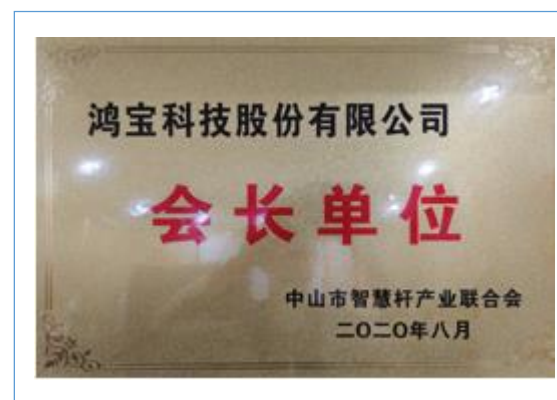 鸿宝科技股份有限公司
会长单位
中山市智慧杆产业联合会
二〇二〇年八月